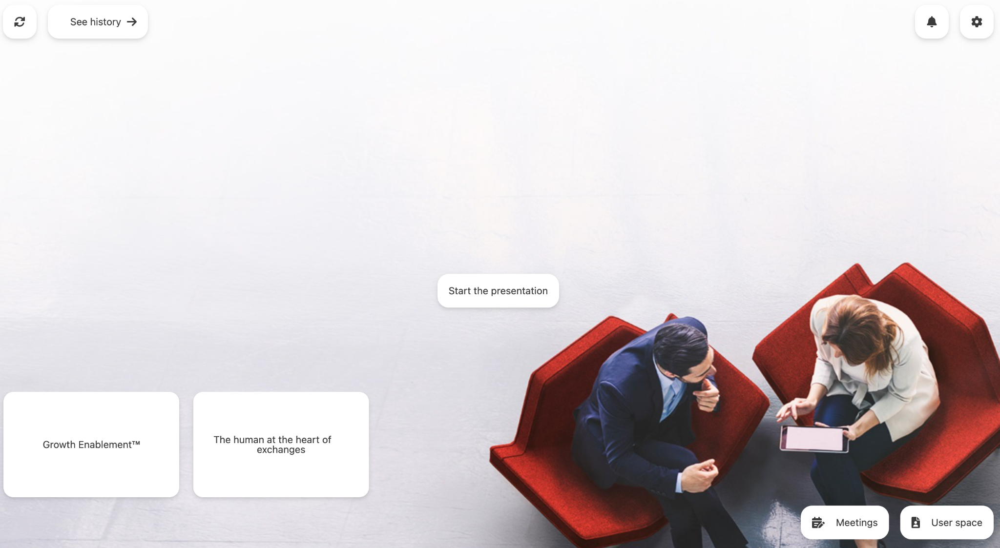 See history
Start the presentation
Growth Enablement™
The human at the heart of
exchanges
Meetings
User space